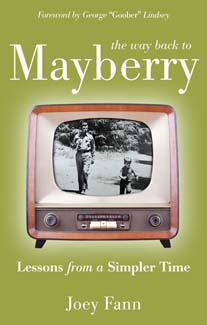 Foreword by George "Goober" Lindsey
the way back to
Mayberry
Lessons from a Simpler Time
Joey Fann